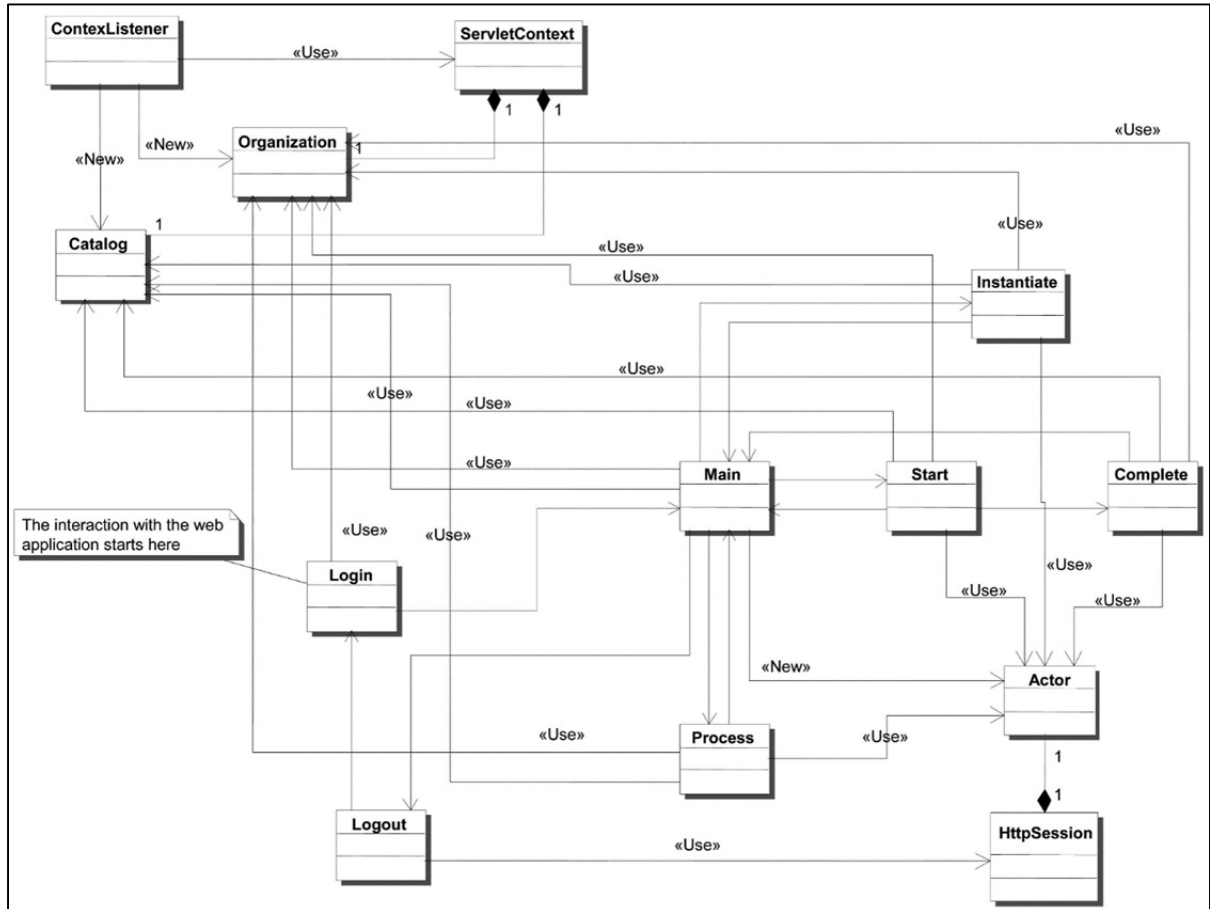 ContexListener
ServletContext
«Use»
1
1
«Use»
Organization
1
«New»
«New»
1
Catalog
«Use»
«Use»
Instantiate
«Use»
«Use»
«Use»
«Use»
Main
Start
Complete
The interaction with the web
application starts here
«Use»
«Use»
Login
«Use»
«Use»
«Use»
«New»
Actor
«Use»
Process
«Use»
1
1
Logout
HttpSession
«Use»